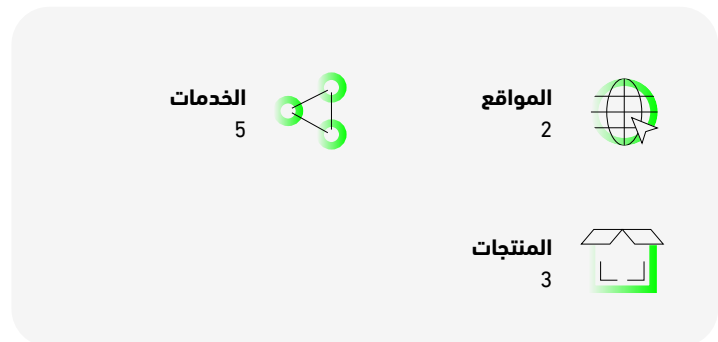 المواقع
2
الخدمات
5
المنتجات
3